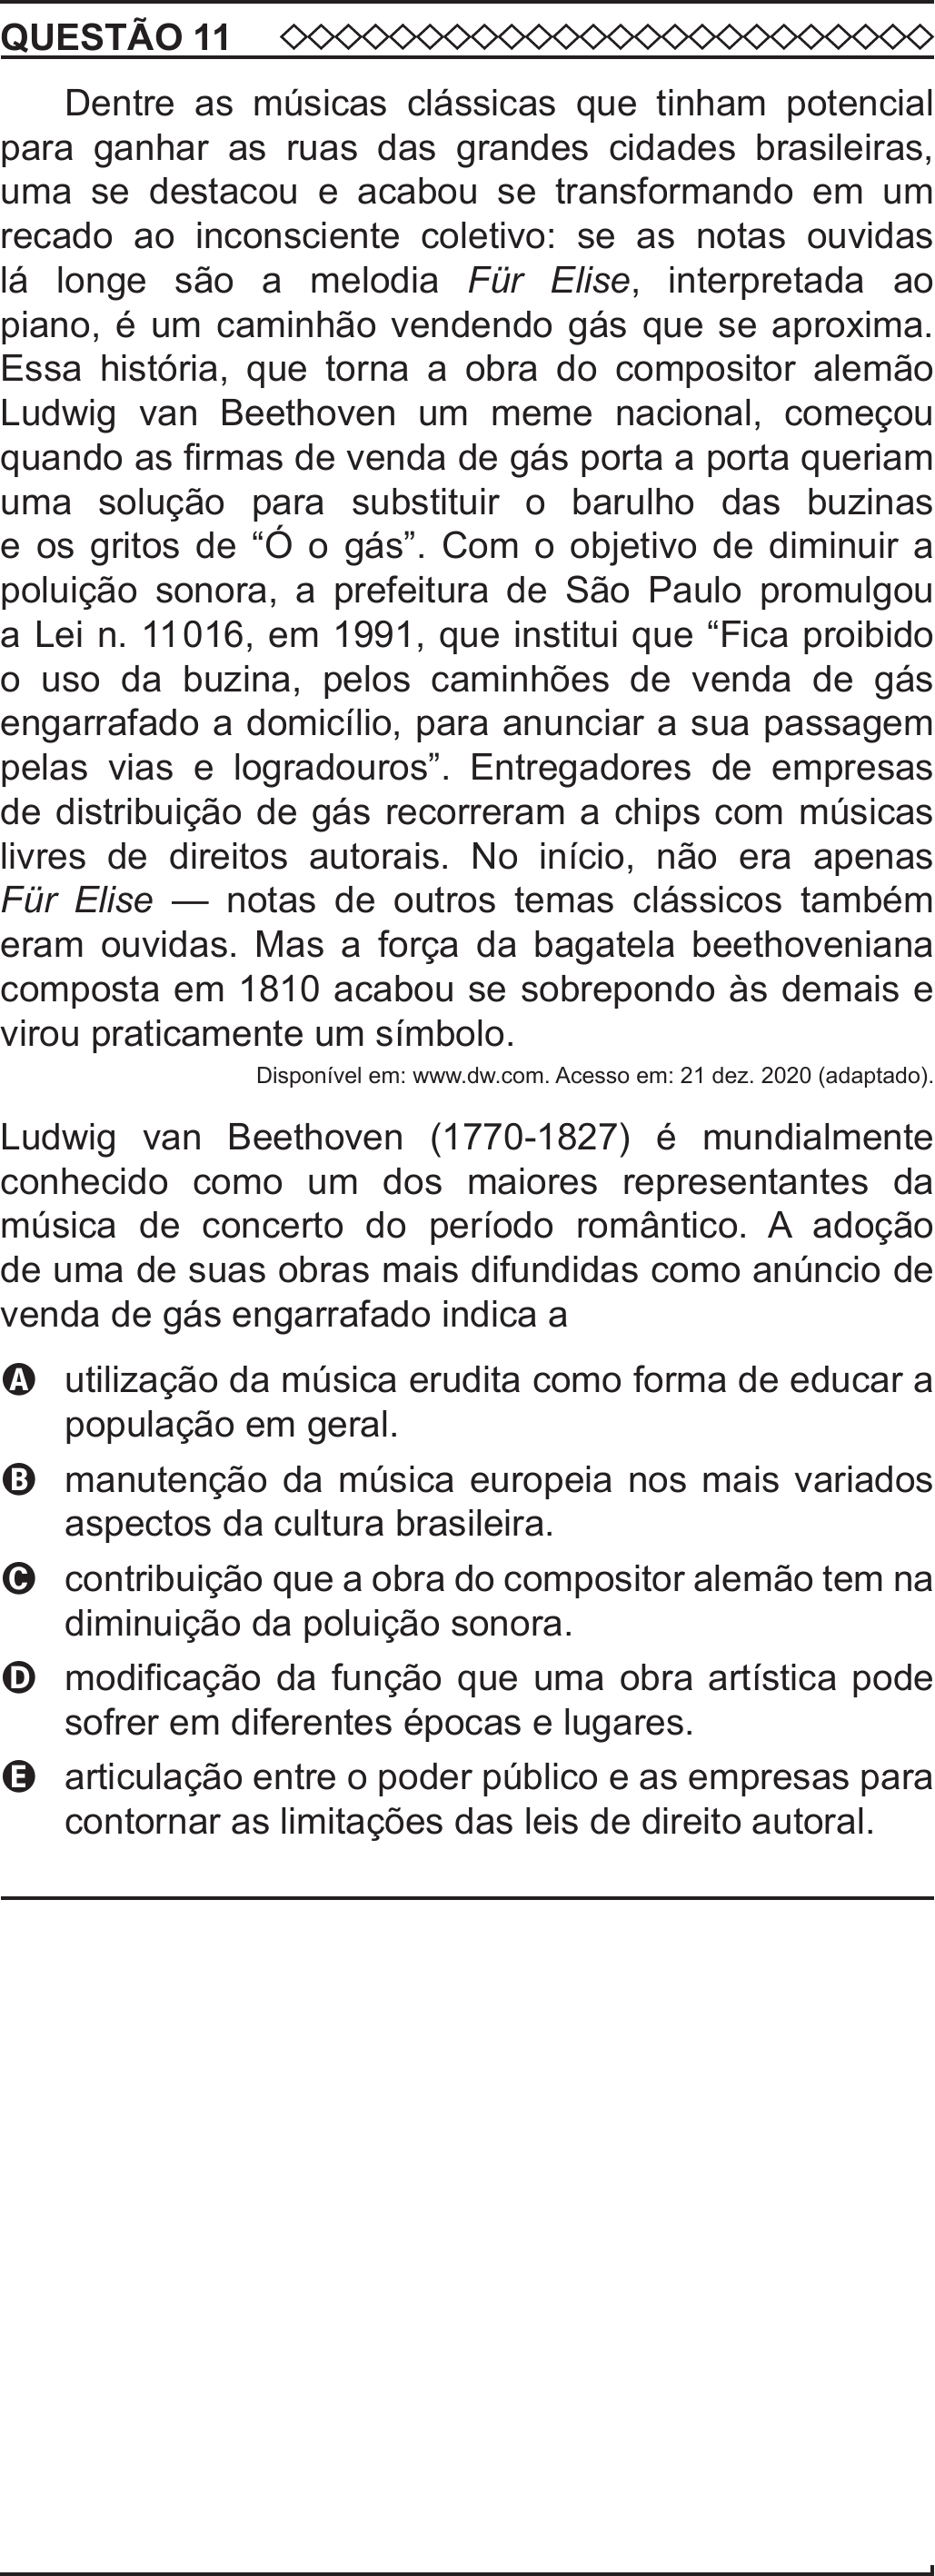 QUESTÃO 11
Dentre as músicas clássicas que tinham potencial
para ganhar as ruas das grandes cidades brasileiras,
uma se destacou e acabou se transformando em um
recado ao inconsciente coletivo: se as notas ouvidas
lá longe são a melodia Für Elise, interpretada ao
piano, é um caminhão vendendo gás que se aproxima.
Essa história, que torna a obra do compositor alemão
Ludwig van Beethoven um meme nacional, começou
quando as firmas de venda de gás porta a porta queriam
uma solução para substituir o barulho das buzinas
e os gritos de “Ó o gás”. Com o objetivo de diminuir a
poluição sonora, a prefeitura de São Paulo promulgou
a Lei n. 11 016, em 1991, que institui que “Fica proibido
o uso da buzina, pelos caminhões de venda de gás
engarrafado a domicílio, para anunciar a sua passagem
pelas vias e logradouros”. Entregadores de empresas
de distribuição de gás recorreram a chips com músicas
livres de direitos autorais. No início, não era apenas
Für Elise — notas de outros temas clássicos também
eram ouvidas. Mas a força da bagatela beethoveniana
composta em 1810 acabou se sobrepondo às demais e
virou praticamente um símbolo.
Disponível em: www.dw.com. Acesso em: 21 dez. 2020 (adaptado).
Ludwig van Beethoven (1770-1827) é mundialmente
conhecido como um dos maiores representantes da
música de concerto do período romântico. A adoção
de uma de suas obras mais difundidas como anúncio de
venda de gás engarrafado indica a
A utilização da música erudita como forma de educar a
população em geral.
B manutenção da música europeia nos mais variados
aspectos da cultura brasileira.
C contribuição que a obra do compositor alemão tem na
diminuição da poluição sonora.
D modificação da função que uma obra artística pode
sofrer em diferentes épocas e lugares.
E articulação entre o poder público e as empresas para
contornar as limitações das leis de direito autoral.